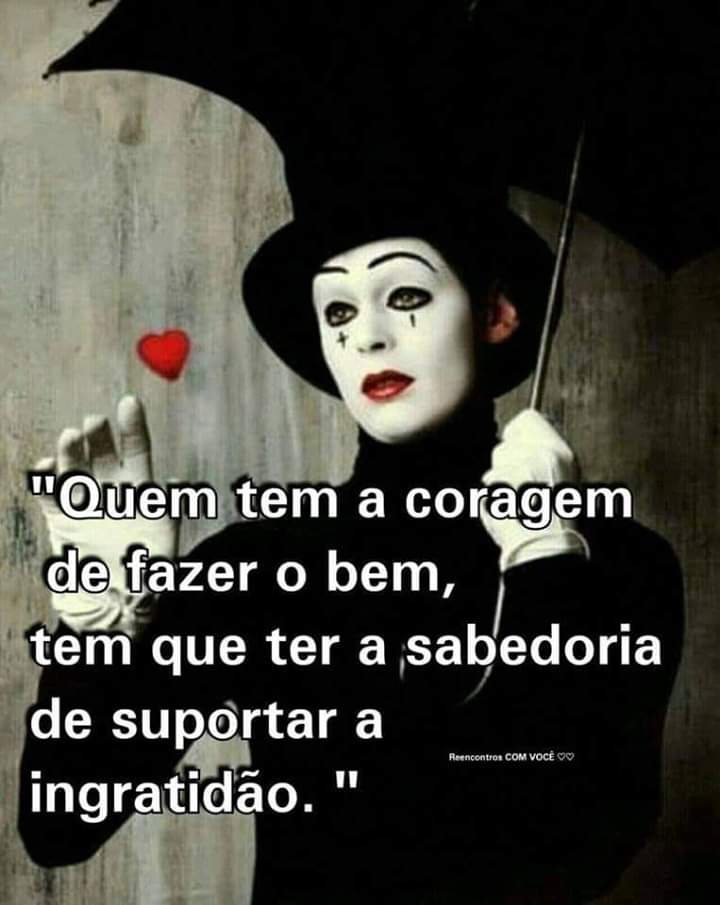 "Quem tem a coragem
de fazer o bem,
tem que ter a sabedoria
de suportar a
ingratidão. "
Reencontros COM VOCÊ ♡♡